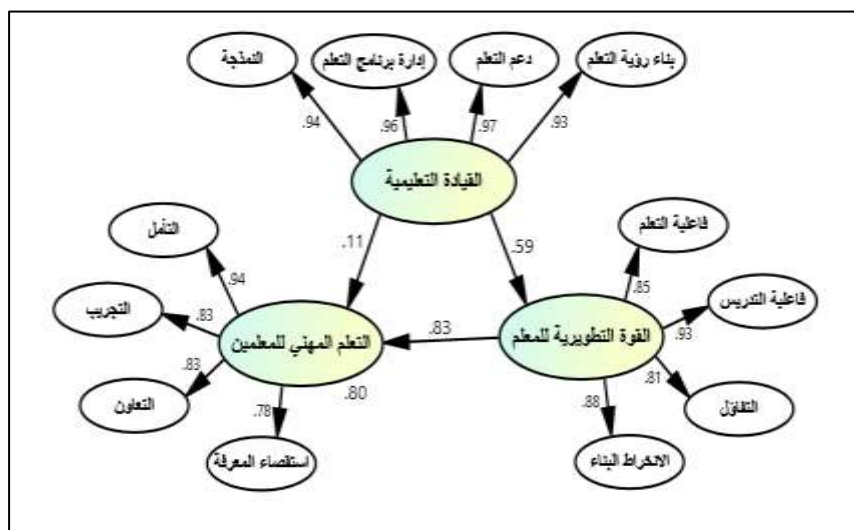 بناء رؤية التعلم
دعم التعلم
إدارة برنامج التعلم
النمذجة
.93
.97
.96
.94
القيادة التعليمية
.11
.59
التأمل
فاعلية التعلم
.94
.85
التجريب
فاعلية التدريس
.83
.83
.93
التعلم المهني للمعلمين
القوة التطويرية للمعلم
.83
.81
.80
.78
.88
التعاون
التفاؤل
استقصاء المعرفة
الانخراط البناء